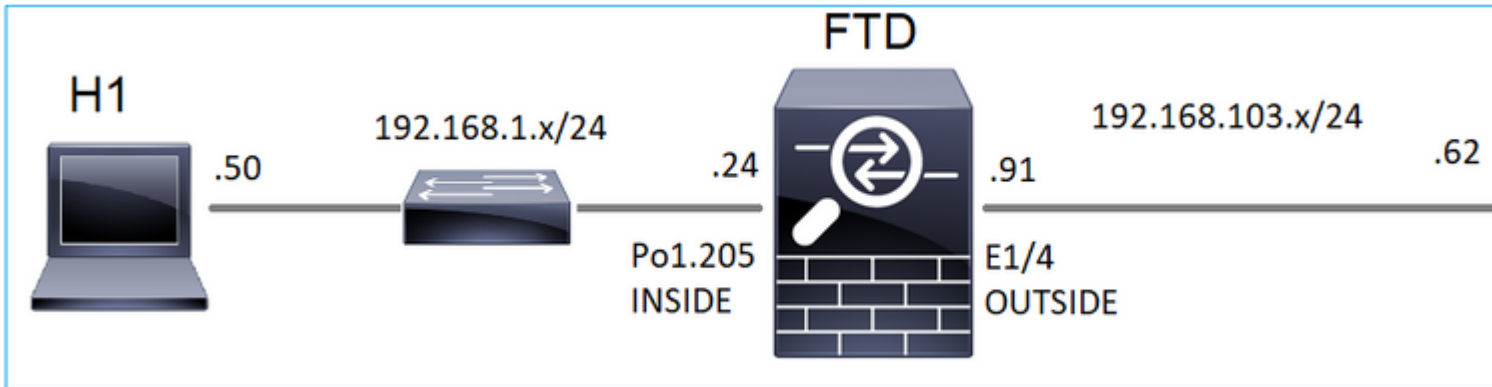 FTD
H1
192.168.1.x/24
192.168.103.x/24
.50
.24
.91
.62
Po1.205
INSIDE
E1/4
OUTSIDE